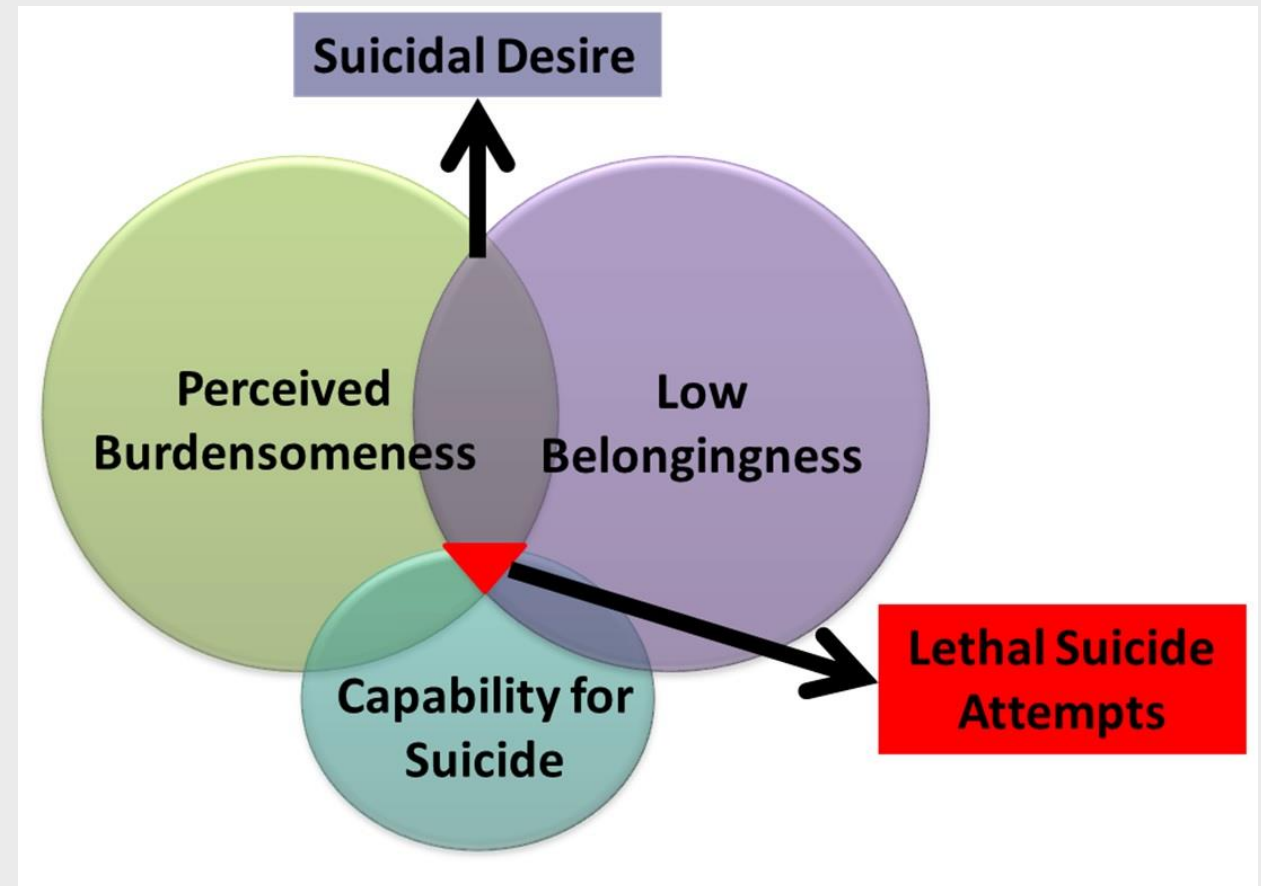 Suicidal Desire
Perceived
Burdensomeness
Low
Belongingness
Capability for
Suicide
Lethal Suicide
Attempts